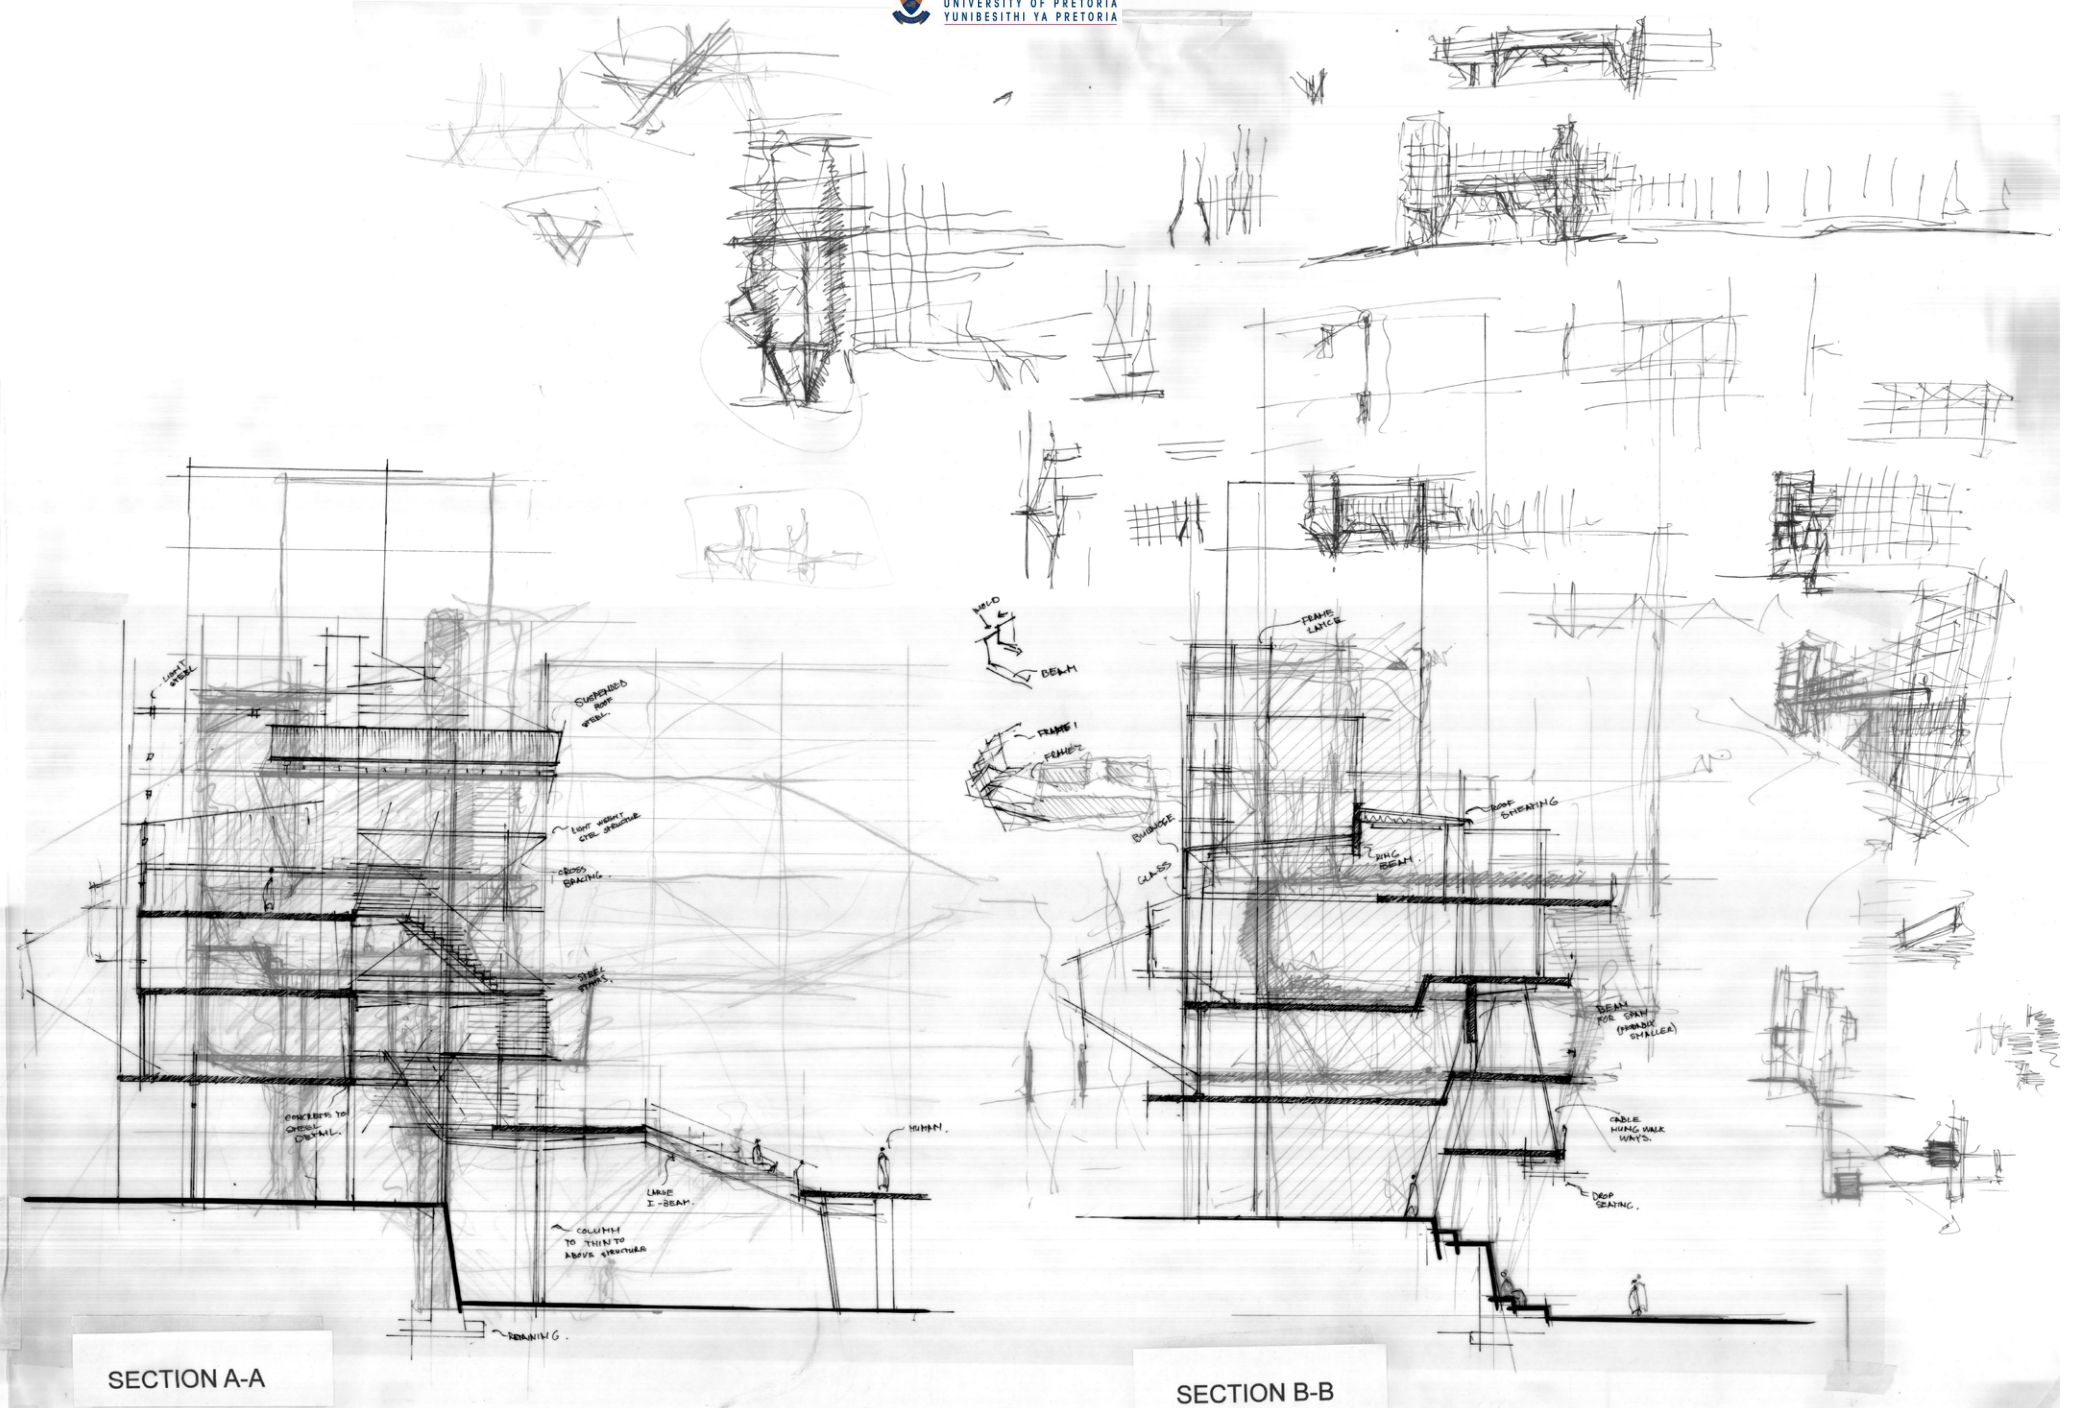 UNIVERSITY OF PRETORIA
YUNIBESITHI YA PRETORIA
LIGHT
STEEL
SUSPENDED
ROOF
STEEL.
LIGHT WEIGHT
STEEL STRUCTURE
CROSS
BRACING.
STEEL
STAIRS.
CONCRETE TO
STEEL
DETAIL.
HUMAN.
LARGE
I-BEAM.
COLUMN
TO THIN TO
ABOVE STRUCTURE
RETAINING.
SECTION A-A
MOLD
BEAM
FRAME 1
FRAME 2
FRAME
BULNOSE
GLASS
ROOF
SHEATING
RING
BEAM.
BEAM
FOR SPAN
SMALLER)
CABLE
HUNG WALK
WAYS.
DROP
SEATING.
SECTION B-B